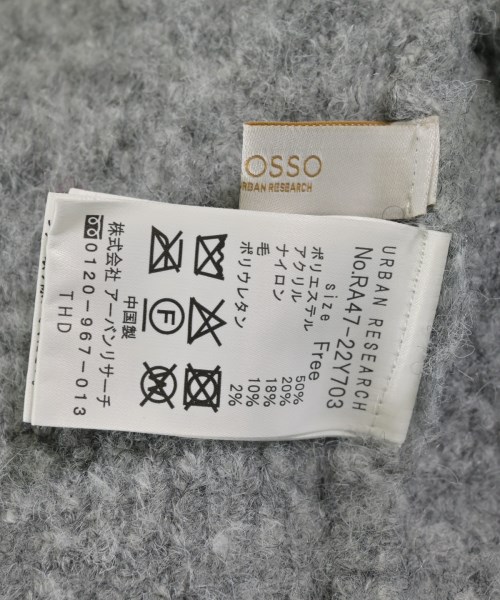 OSSO
URBAN RESEARCH
URBAN RESEARCH
No.RA47-22Y703
size Free
ポリエステル 50%
アクリル 20%
ナイロン 18%
毛 10%
ポリウレタン 2%
F
中国製
株式会社 アーバンリサーチ
0120-967-013
THD